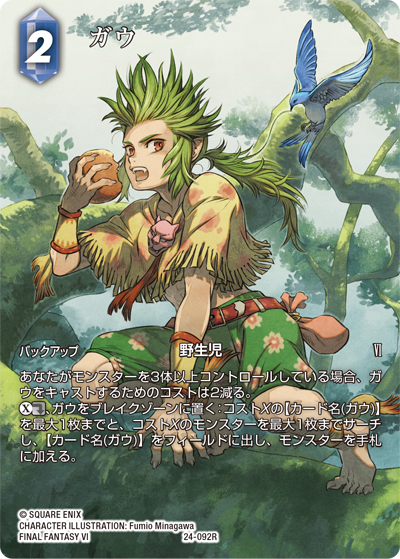 2
ガウ
バックアップ 野生児 VI
あなたがモンスターを3体以上コントロールしている場合、ガ
ウをキャストするためのコストは2減る。
X、ガウをブレイクゾーンに置く:コストXの【カード名(ガウ)】
を最大1枚までと、コストXのモンスターを最大1枚までサーチ
し、【カード名(ガウ)】をフィールドに出し、モンスターを手札
に加える。
© SQUARE ENIX
CHARACTER ILLUSTRATION: Fumio Minagawa
FINAL FANTASY VI 24-092R